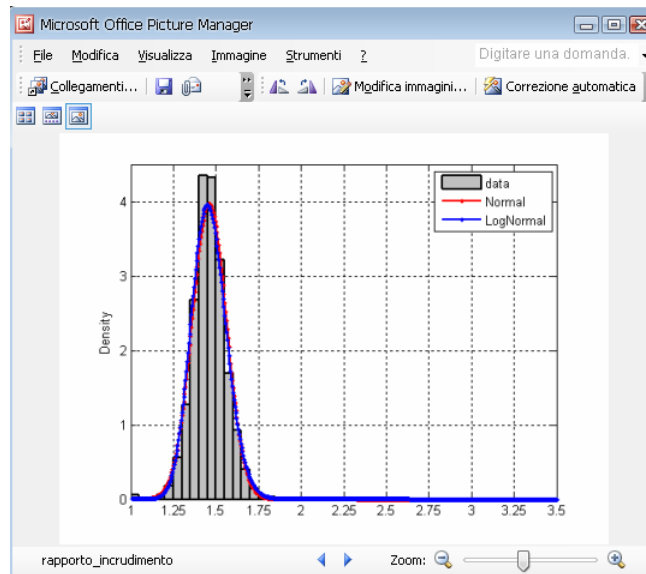 Microsoft Office Picture Manager
File Modifica Visualizza Immagine Strumenti ?
Digitare una domanda.
Collegamenti... Modifica immagini... Correzione automatica
data
Normal
LogNormal
4
3
2
1
0
Density
1 1.25 1.5 1.75 2 2.25 2.5 2.75 3 3.25 3.5
rapporto_incrudimento Zoom: